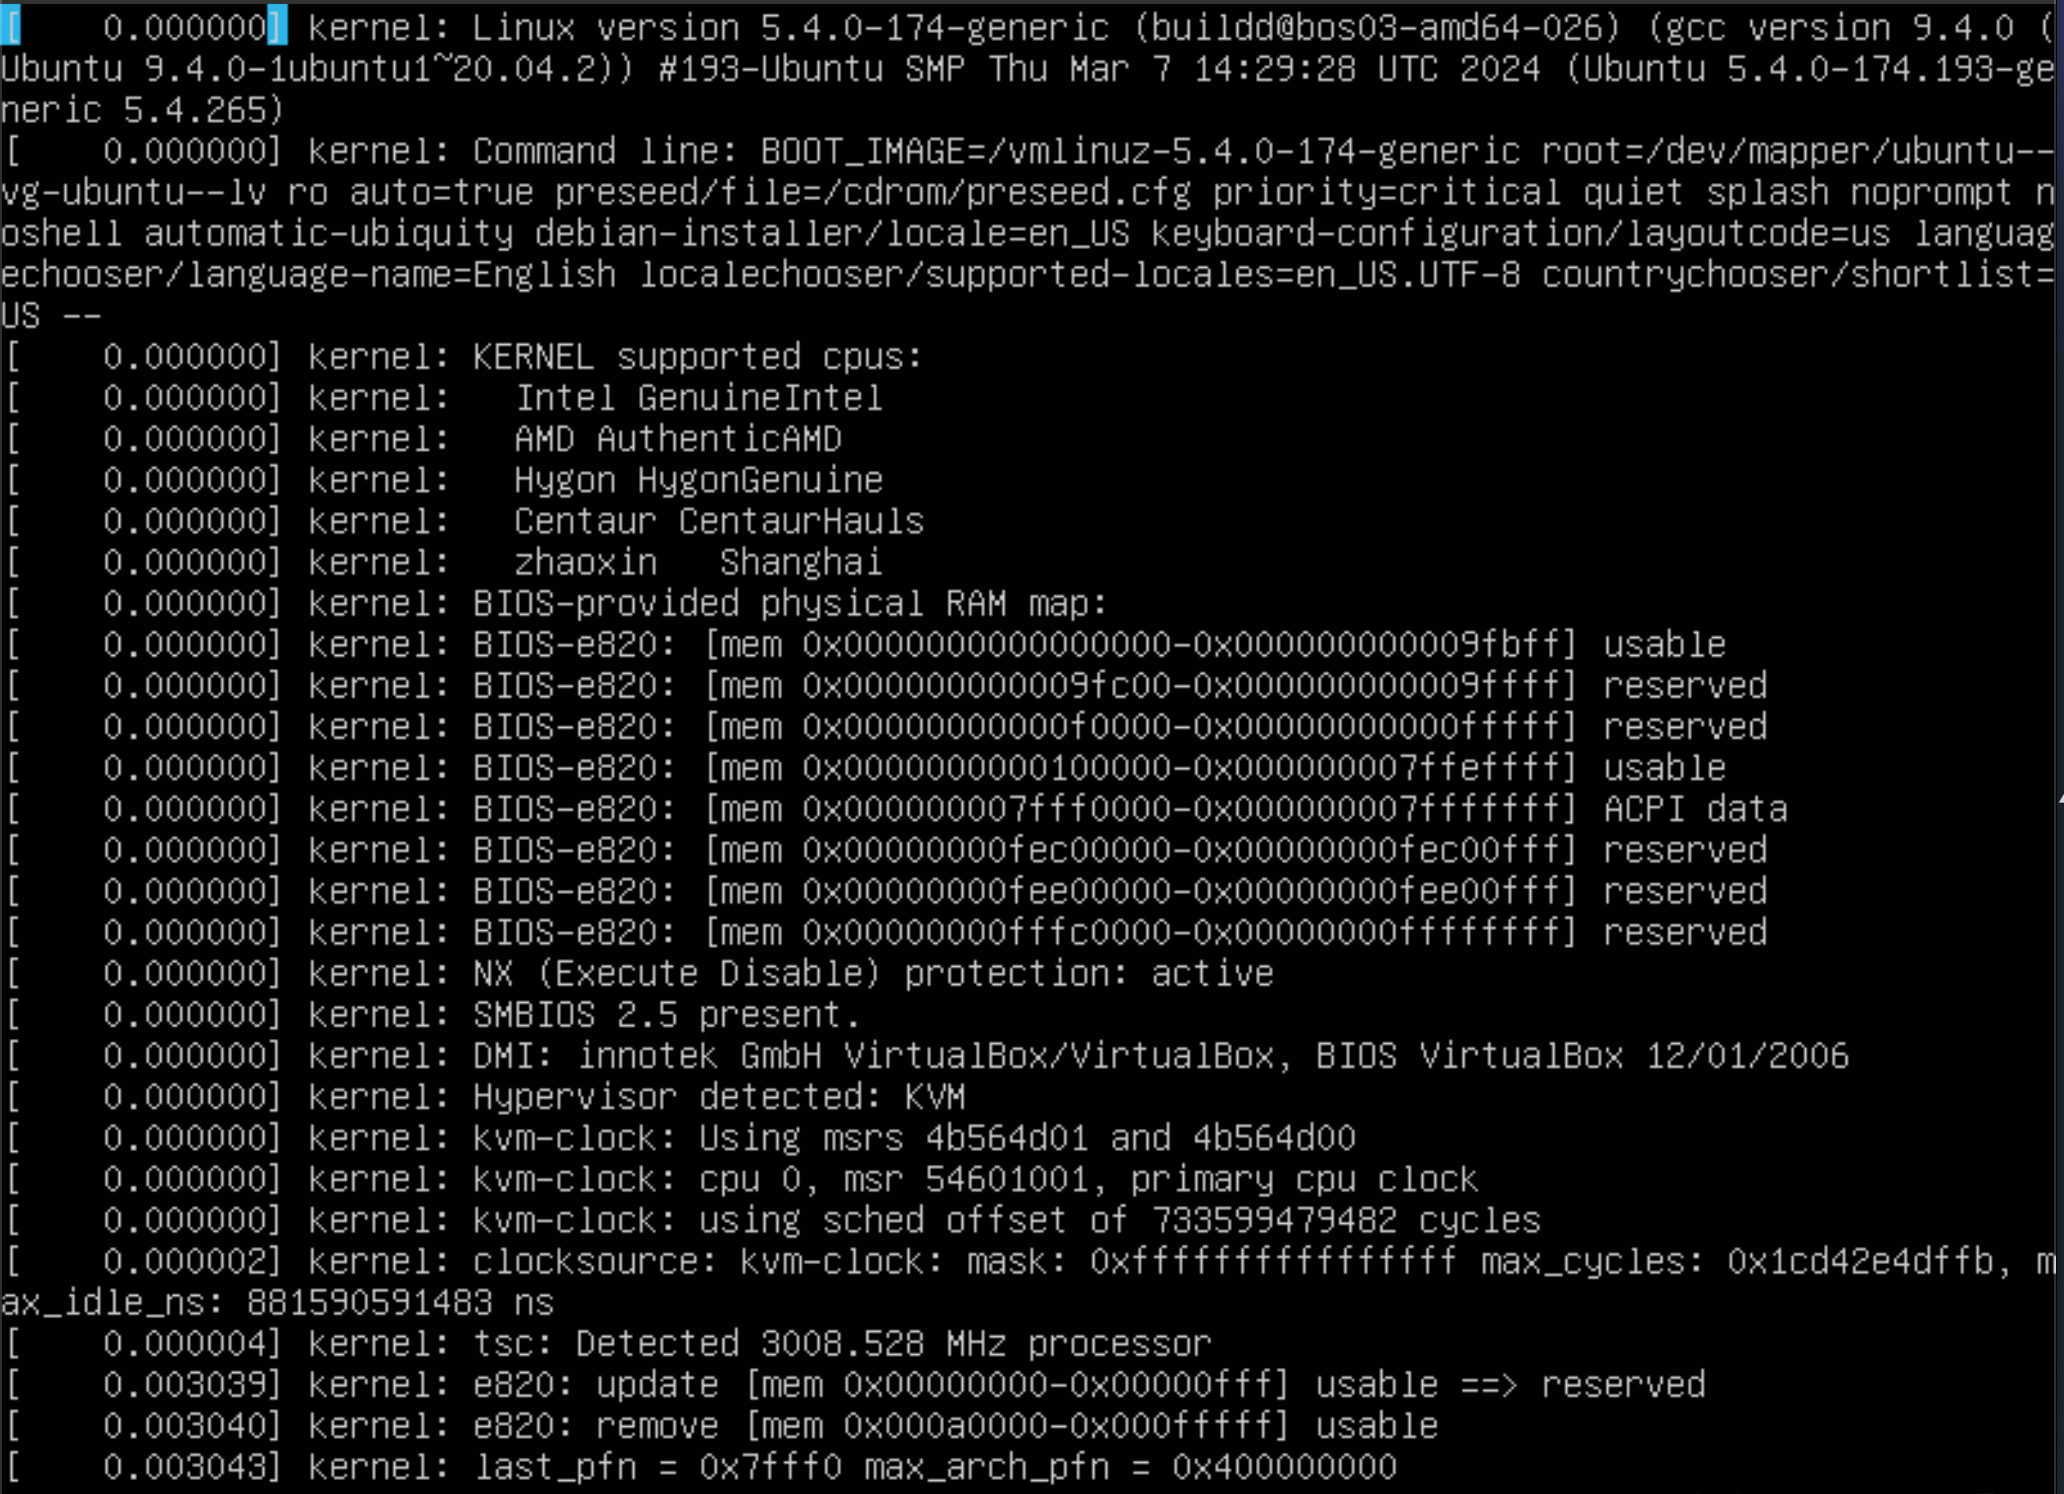 [    0.000000] kernel: Linux version 5.4.0-174-generic (buildd@bos03-amd64-026) (gcc version 9.4.0 (
Ubuntu 9.4.0-1ubuntu1~20.04.2)) #193-Ubuntu SMP Thu Mar 7 14:29:28 UTC 2024 (Ubuntu 5.4.0-174.193-ge
neric 5.4.265)
[    0.000000] kernel: Command line: BOOT_IMAGE=/vmlinuz-5.4.0-174-generic root=/dev/mapper/ubuntu--
vg-ubuntu--lv ro auto=true preseed/file=/cdrom/preseed.cfg priority=critical quiet splash noprompt n
oshell automatic-ubiquity debian-installer/locale=en_US keyboard-configuration/layoutcode=us languag
echooser/language-name=English localechooser/supported-locales=en_US.UTF-8 countrychooser/shortlist=
US --
[    0.000000] kernel: KERNEL supported cpus:
[    0.000000] kernel:   Intel GenuineIntel
[    0.000000] kernel:   AMD AuthenticAMD
[    0.000000] kernel:   Hygon HygonGenuine
[    0.000000] kernel:   Centaur CentaurHauls
[    0.000000] kernel:   zhaoxin   Shanghai
[    0.000000] kernel: BIOS-provided physical RAM map:
[    0.000000] kernel: BIOS-e820: [mem 0x0000000000000000-0x000000000009fbff] usable
[    0.000000] kernel: BIOS-e820: [mem 0x000000000009fc00-0x000000000009ffff] reserved
[    0.000000] kernel: BIOS-e820: [mem 0x00000000000f0000-0x00000000000fffff] reserved
[    0.000000] kernel: BIOS-e820: [mem 0x0000000000100000-0x000000007ffeffff] usable
[    0.000000] kernel: BIOS-e820: [mem 0x000000007fff0000-0x000000007fffffff] ACPI data
[    0.000000] kernel: BIOS-e820: [mem 0x00000000fec00000-0x00000000fec00fff] reserved
[    0.000000] kernel: BIOS-e820: [mem 0x00000000fee00000-0x00000000fee00fff] reserved
[    0.000000] kernel: BIOS-e820: [mem 0x00000000fffc0000-0x00000000ffffffff] reserved
[    0.000000] kernel: NX (Execute Disable) protection: active
[    0.000000] kernel: SMBIOS 2.5 present.
[    0.000000] kernel: DMI: innotek GmbH VirtualBox/VirtualBox, BIOS VirtualBox 12/01/2006
[    0.000000] kernel: Hypervisor detected: KVM
[    0.000000] kernel: kvm-clock: Using msrs 4b564d01 and 4b564d00
[    0.000000] kernel: kvm-clock: cpu 0, msr 54601001, primary cpu clock
[    0.000000] kernel: kvm-clock: using sched offset of 733599479482 cycles
[    0.000002] kernel: clocksource: kvm-clock: mask: 0xffffffffffffffff max_cycles: 0x1cd42e4dffb, m
ax_idle_ns: 881590591483 ns
[    0.000004] kernel: tsc: Detected 3008.528 MHz processor
[    0.003039] kernel: e820: update [mem 0x00000000-0x00000fff] usable ==> reserved
[    0.003040] kernel: e820: remove [mem 0x000a0000-0x000fffff] usable
[    0.003043] kernel: last_pfn = 0x7fff0 max_arch_pfn = 0x400000000